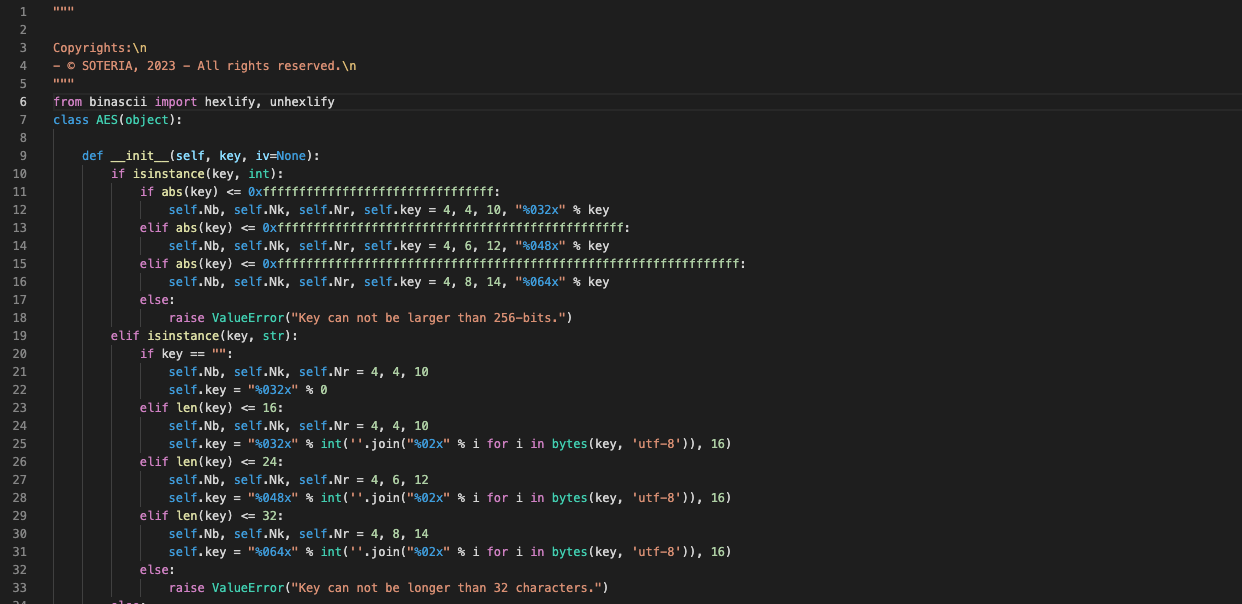 1 """
2
3 Copyrights:\n
4 - © SOTERIA, 2023 - All rights reserved.\n
5 """
6 from binascii import hexlify, unhexlify
7 class AES(object):
8
9 def __init__(self, key, iv=None):
10 if isinstance(key, int):
11 if abs(key) <= 0xffffffffffffffffffffffffffffffff:
12 self.Nb, self.Nk, self.Nr, self.key = 4, 4, 10, "%032x" % key
13 elif abs(key) <= 0xffffffffffffffffffffffffffffffffffffffffffffffff:
14 self.Nb, self.Nk, self.Nr, self.key = 4, 6, 12, "%048x" % key
15 elif abs(key) <= 0xffffffffffffffffffffffffffffffffffffffffffffffffffffffffffffffff:
16 self.Nb, self.Nk, self.Nr, self.key = 4, 8, 14, "%064x" % key
17 else:
18 raise ValueError("Key can not be larger than 256-bits.")
19 elif isinstance(key, str):
20 if key == "":
21 self.Nb, self.Nk, self.Nr = 4, 4, 10
22 self.key = "%032x" % 0
23 elif len(key) <= 16:
24 self.Nb, self.Nk, self.Nr = 4, 4, 10
25 self.key = "%032x" % int(''.join("%02x" % i for i in bytes(key, 'utf-8')), 16)
26 elif len(key) <= 24:
27 self.Nb, self.Nk, self.Nr = 4, 6, 12
28 self.key = "%048x" % int(''.join("%02x" % i for i in bytes(key, 'utf-8')), 16)
29 elif len(key) <= 32:
30 self.Nb, self.Nk, self.Nr = 4, 8, 14
31 self.key = "%064x" % int(''.join("%02x" % i for i in bytes(key, 'utf-8')), 16)
32 else:
33 raise ValueError("Key can not be longer than 32 characters.")